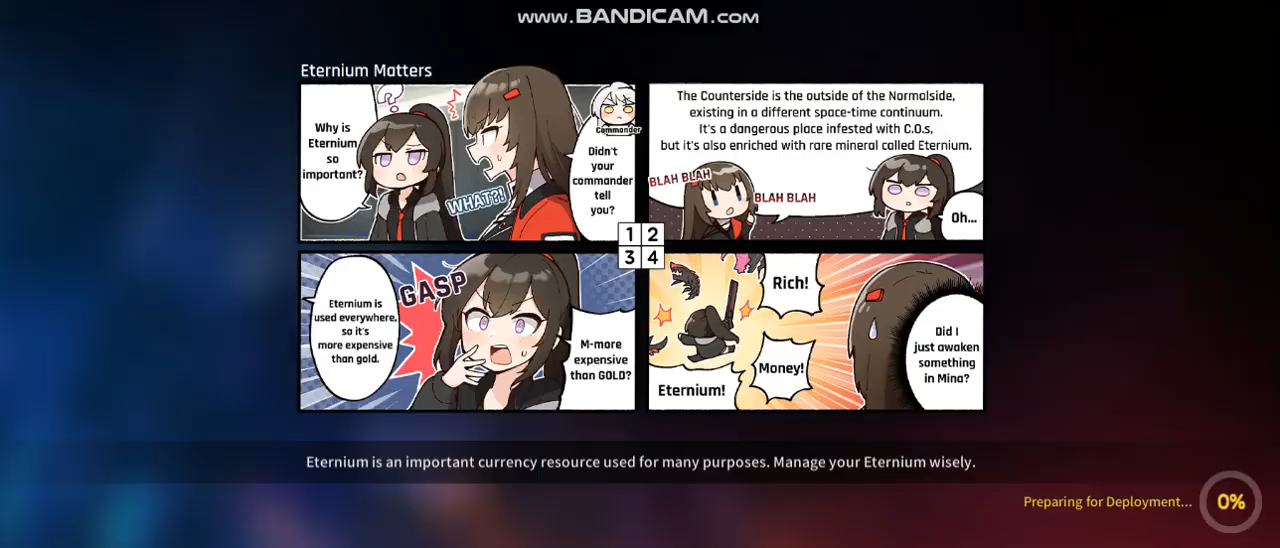 www.BANDICAM.com
Eternium Matters
Why is
Eternium
so
important?
?
WHAT?!
Commander
Didn't
your
commander
tell
you?
The Counterside is the outside of the Normalside,
existing in a different space-time continuum.
It's a dangerous place infested with C.O.s,
but it's also enriched with rare mineral called Eternium.
BLAH BLAH
BLAH BLAH
Oh...
1 2
3 4
Eternium is
used everywhere,
so it's
more expensive
than gold.
GASP
M-more
expensive
than GOLD?
Rich!
Money!
Eternium!
Did I
just awaken
something
in Mina?
Eternium is an important currency resource used for many purposes. Manage your Eternium wisely.
Preparing for Deployment...
0%